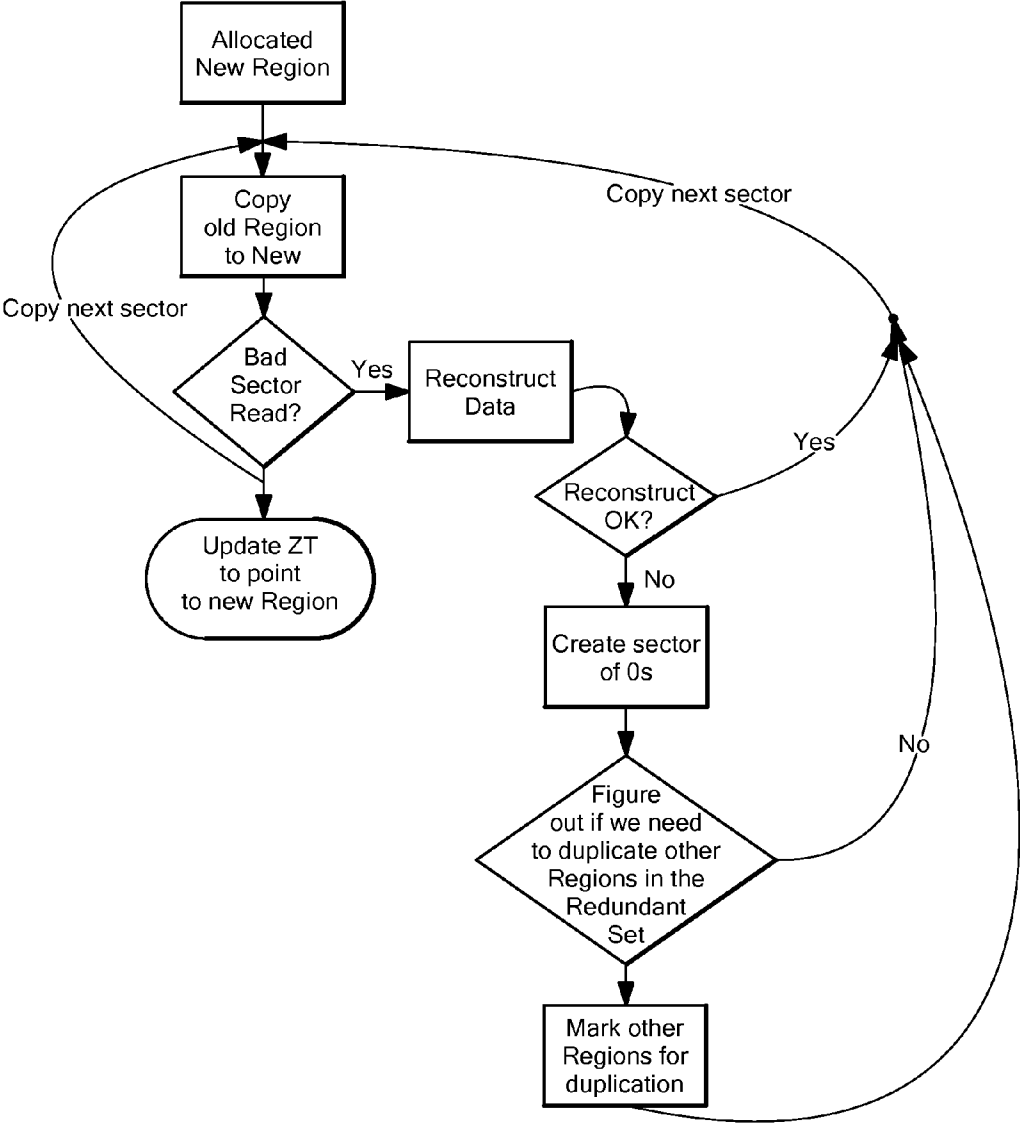 Allocated
New Region
Copy next sector
Copy
old Region
to New
Copy next sector
Bad
Sector
Read?
Yes
Reconstruct
Data
Yes
Reconstruct
OK?
Update ZT
to point
to new Region
No
Create sector
of 0s
No
Figure
out if we need
to duplicate other
Regions in the
Redundant
Set
Mark other
Regions for
duplication